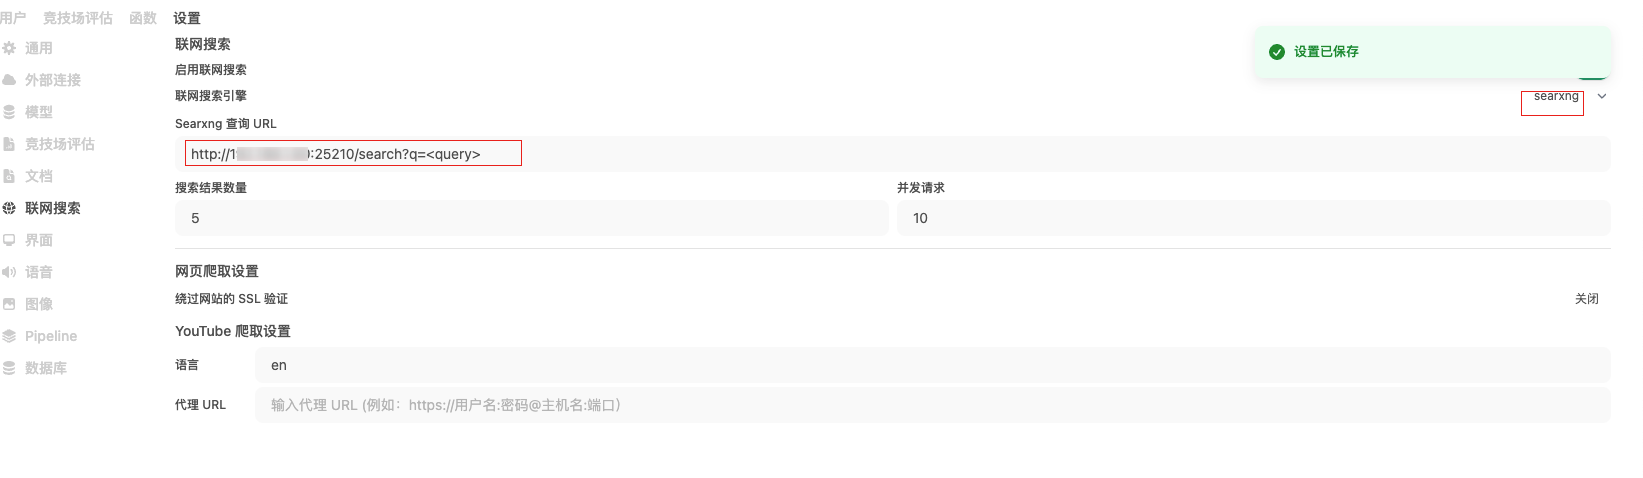 用户 竞技场评估 函数 设置
通用
外部连接
模型
竞技场评估
文档
联网搜索
界面
语音
图像
Pipeline
数据库
联网搜索
设置已保存
启用联网搜索
联网搜索引擎
searxng
Searxng 查询 URL
http://1 :25210/search?q=<query>
搜索结果数量
并发请求
5
10
网页爬取设置
绕过网站的 SSL 验证
关闭
YouTube 爬取设置
语言
en
代理 URL
输入代理 URL (例如：https://用户名:密码@主机名:端口)